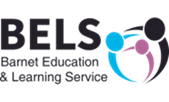 BELS
Barnet Education
& Learning Service